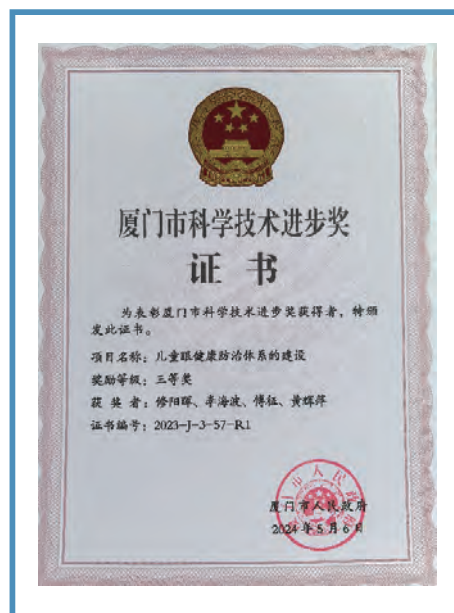 厦门市科学技术进步奖
证书
为表彰厦门市科学技术进步奖获得者，特颁
发此证书。
项目名称：儿童眼健康防治体系的建设
奖励等级：三等奖
获奖者：修阳晖、李海波、傅征、黄辉萍
证书编号：2023-J-3-57-R1
厦门市人民政府
2024年5月6日